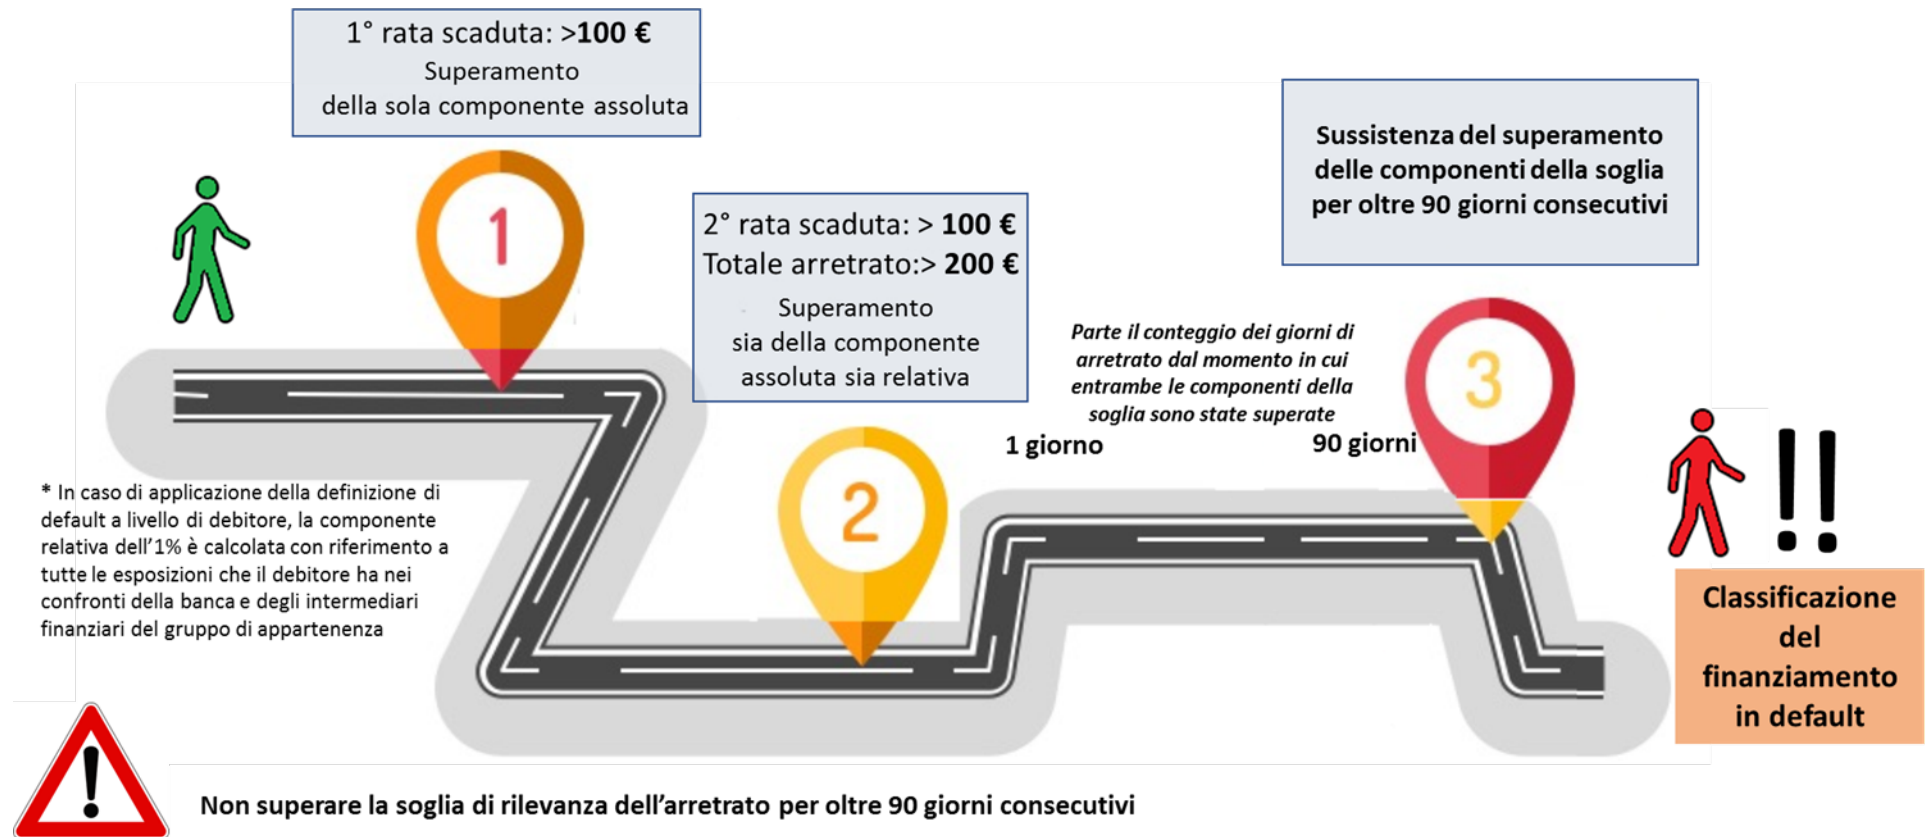 1° rata scaduta: >100 €
Superamento
della sola componente assoluta
1
2° rata scaduta: > 100 €
Totale arretrato:> 200 €
Superamento
sia della componente
assoluta sia relativa
2
Parte il conteggio dei giorni di
arretrato dal momento in cui
entrambe le componenti della
soglia sono state superate
1 giorno
90 giorni
Sussistenza del superamento
delle componenti della soglia
per oltre 90 giorni consecutivi
3
!!
Classificazione
del
finanziamento
in default
* In caso di applicazione della definizione di
default a livello di debitore, la componente
relativa dell’1% è calcolata con riferimento a
tutte le esposizioni che il debitore ha nei
confronti della banca e degli intermediari
finanziari del gruppo di appartenenza
!
Non superare la soglia di rilevanza dell’arretrato per oltre 90 giorni consecutivi